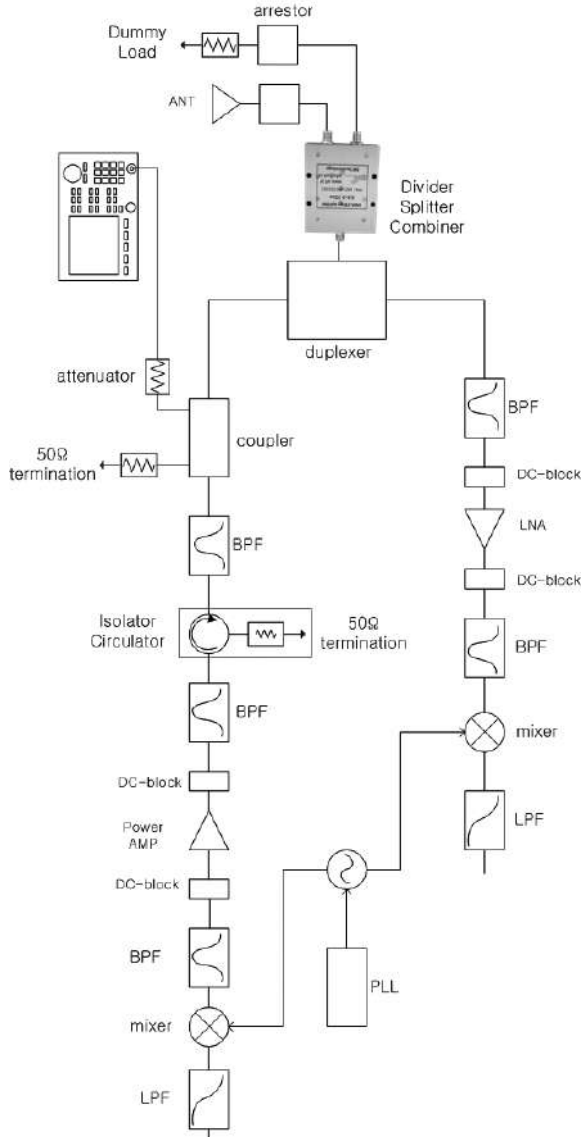 arrestor
Dummy
Load
ANT
Divider
Splitter
Combiner
duplexer
attenuator
BPF
coupler
50Ω
termination
DC-block
LNA
BPF
DC-block
Isolator
Circulator
50Ω
termination
BPF
BPF
mixer
DC-block
Power
AMP
LPF
DC-block
BPF
PLL
mixer
LPF